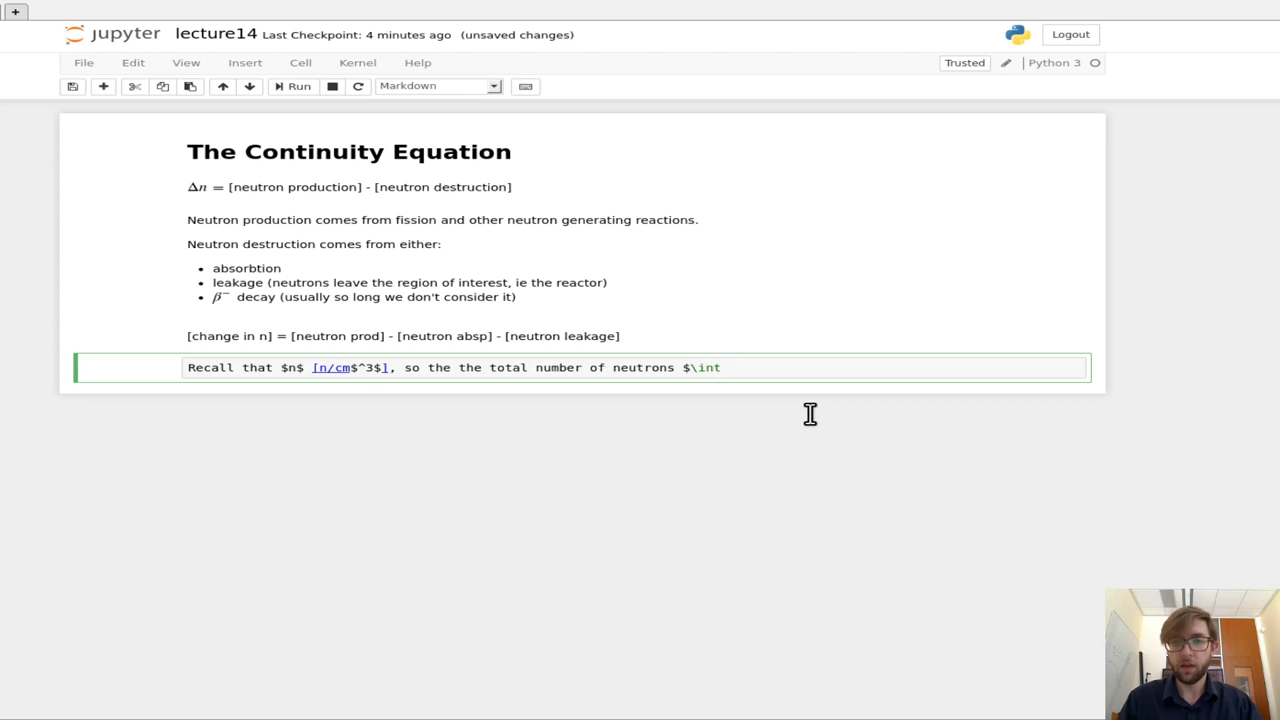 +
jupyter lecture14 Last Checkpoint: 4 minutes ago (unsaved changes) Logout
File Edit View Insert Cell Kernel Help Trusted Python 3
Run Markdown
The Continuity Equation
Δn = [neutron production] - [neutron destruction]
Neutron production comes from fission and other neutron generating reactions.
Neutron destruction comes from either:
• absorbtion
• leakage (neutrons leave the region of interest, ie the reactor)
• β⁻ decay (usually so long we don't consider it)
[change in n] = [neutron prod] - [neutron absp] - [neutron leakage]
Recall that $n$ [n/cm$^3$], so the the total number of neutrons $\int